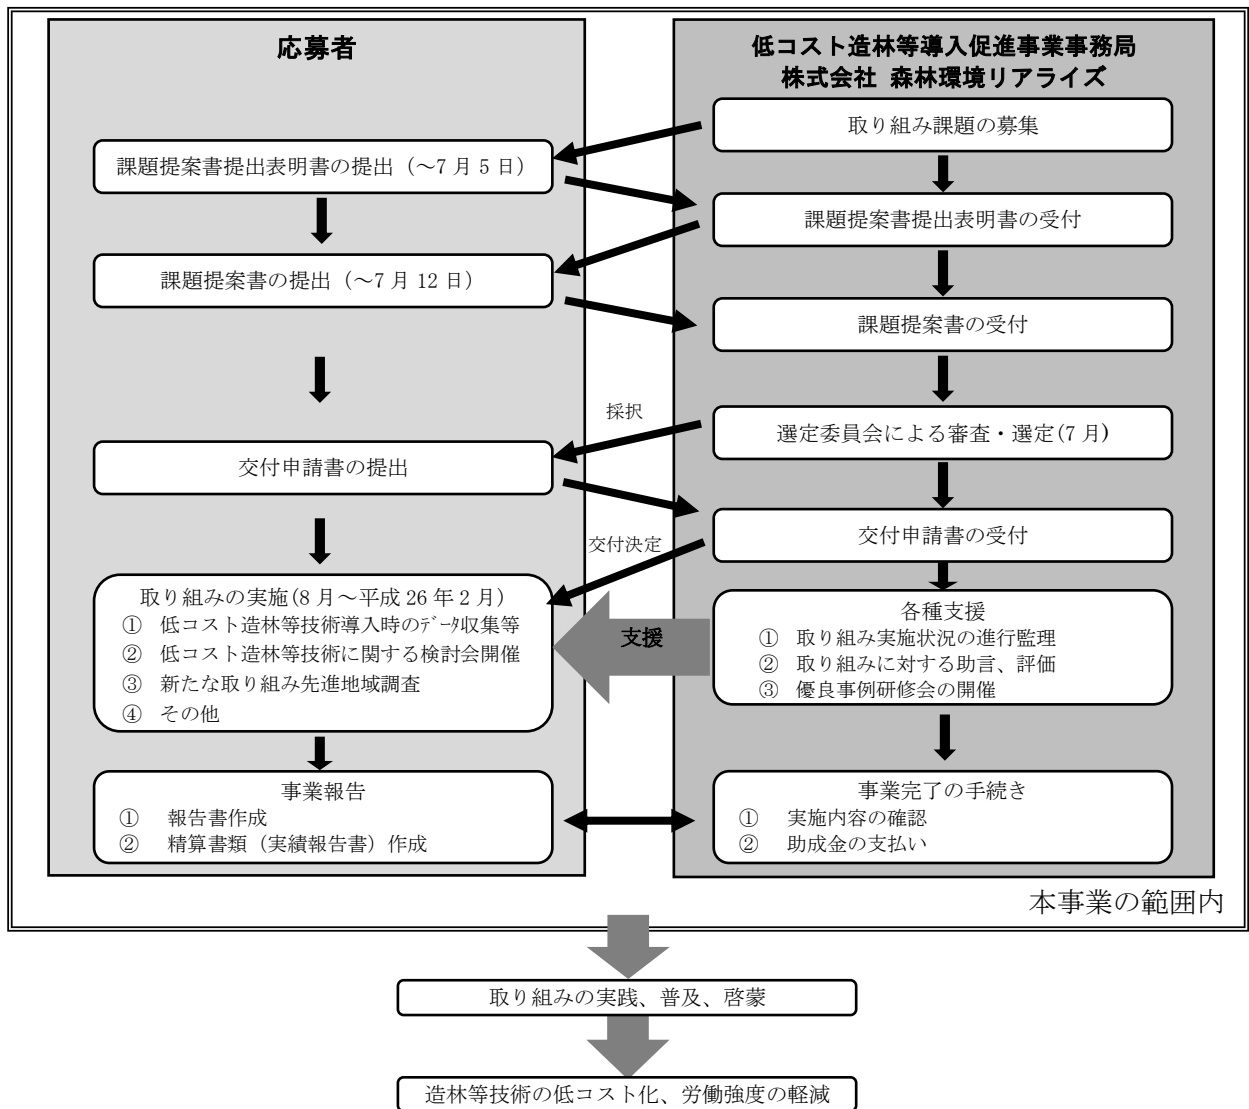 応募者
課題提案書提出表明書の提出（～7月5日）
課題提案書の提出（～7月12日）
交付申請書の提出
取り組みの実施(8月～平成26年2月)
① 低コスト造林等技術導入時のﾃﾞｰﾀ収集等
② 低コスト造林等技術に関する検討会開催
③ 新たな取り組み先進地域調査
④ その他
事業報告
① 報告書作成
② 精算書類（実績報告書）作成
採択
交付決定
支援
低コスト造林等導入促進事業事務局
株式会社 森林環境リアライズ
取り組み課題の募集
課題提案書提出表明書の受付
課題提案書の受付
選定委員会による審査・選定(7月)
交付申請書の受付
各種支援
① 取り組み実施状況の進行監理
② 取り組みに対する助言、評価
③ 優良事例研修会の開催
事業完了の手続き
① 実施内容の確認
② 助成金の支払い
本事業の範囲内
取り組みの実践、普及、啓蒙
造林等技術の低コスト化、労働強度の軽減